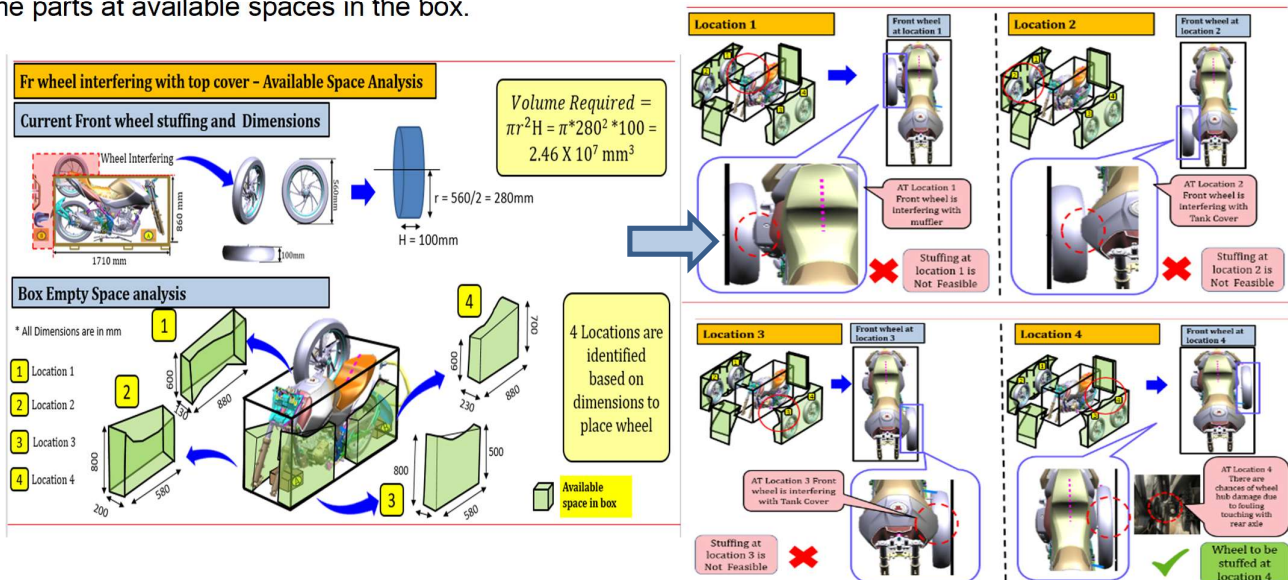 he parts at available spaces in the box.
Fr wheel interfering with top cover – Available Space Analysis
Current Front wheel stuffing and Dimensions
Wheel Interfering
860 mm
1710 mm
560mm
100mm
r = 560/2 = 280mm
H = 100mm
Volume Required =
πr²H = π*280² *100 =
2.46 X 10⁷ mm³
Box Empty Space analysis
* All Dimensions are in mm
1 Location 1
2 Location 2
3 Location 3
4 Location 4
1
600
130
880
2
800
200
580
3
800
500
580
4
700
600
230
880
4 Locations are
identified
based on
dimensions to
place wheel
Available
space in box
Location 1
Front wheel
at location 1
AT Location 1
Front wheel is
interfering with
muffler
Stuffing at
location 1 is
Not Feasible
Location 2
Front wheel at
location 2
AT Location 2
Front wheel is
interfering with
Tank Cover
Stuffing at
location 2 is
Not Feasible
Location 3
Front wheel at
location 3
AT Location 3 Front
wheel is interfering
with Tank Cover
Stuffing at
location 3 is
Not Feasible
Location 4
Front wheel at
location 4
AT Location 4
There are
chances of wheel
hub damage due
to fouling
touching with
rear axle
Wheel to be
stuffed at
location 4